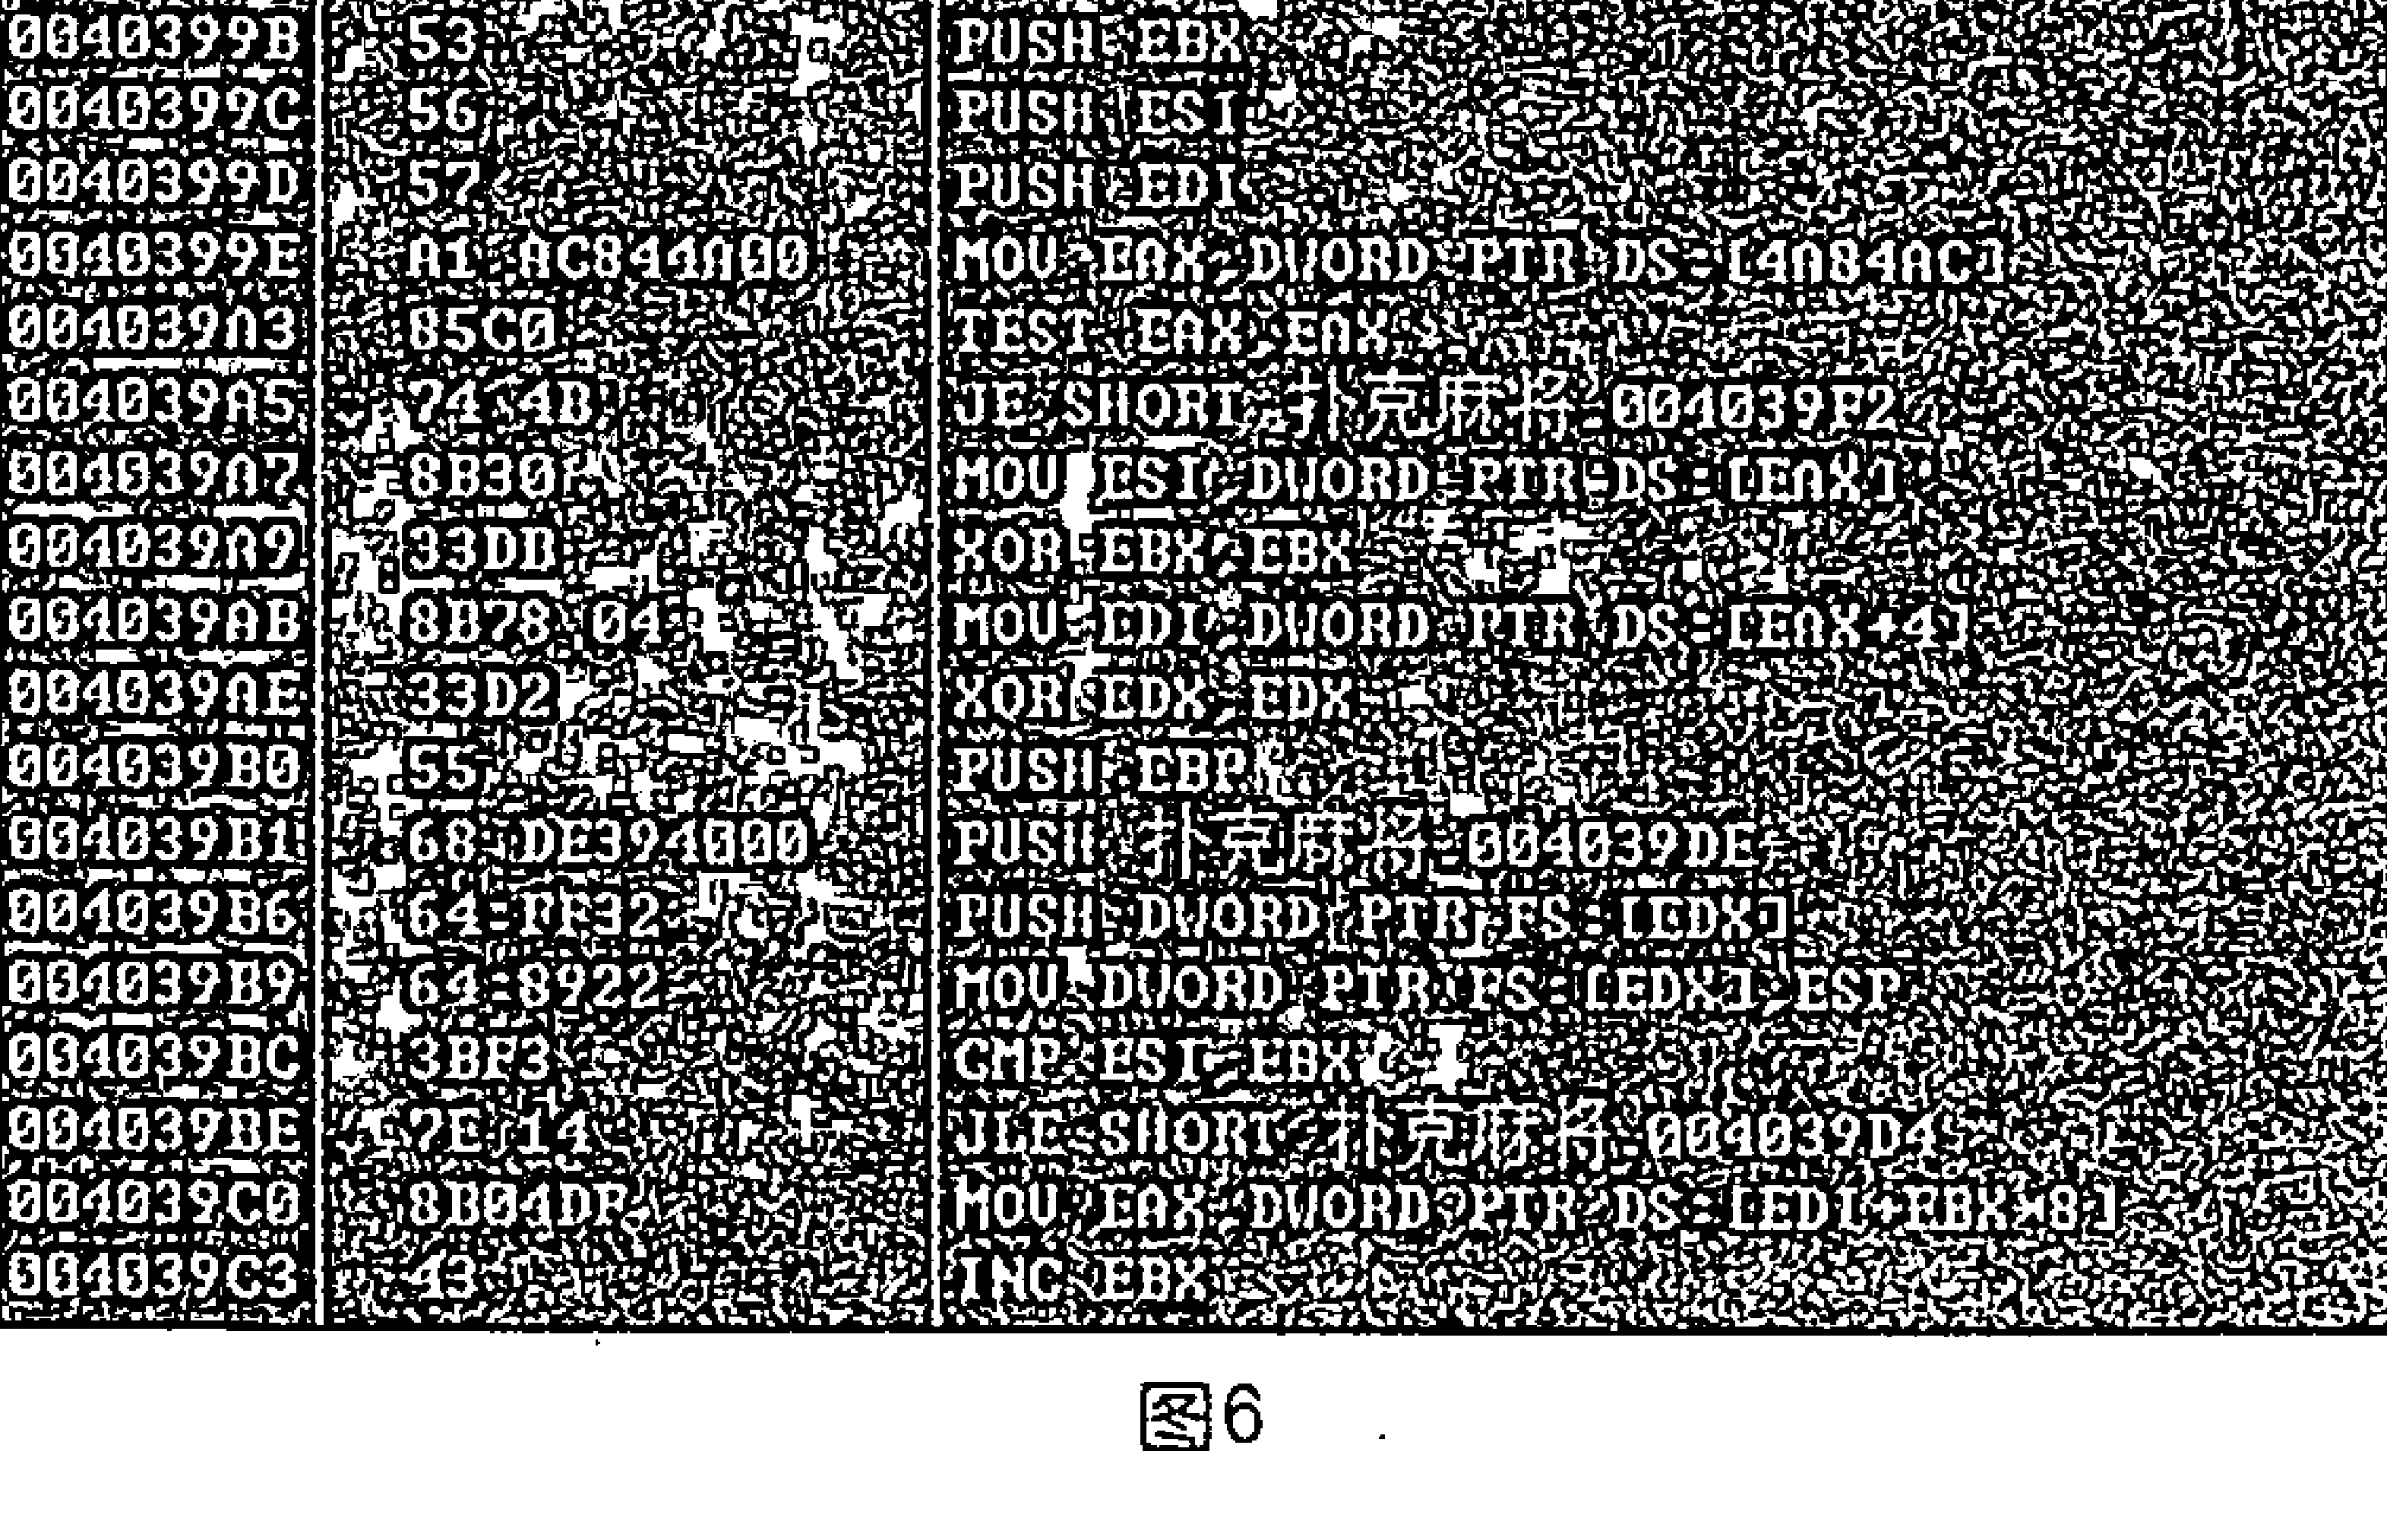 0040399B 53 PUSH EBX
0040399C 56 PUSH ESI
0040399D 57 PUSH EDI
0040399E A1 AC844A00 MOV EAX,DWORD PTR DS:[4A84AC]
004039A3 85C0 TEST EAX,EAX
004039A5 74 4B JE SHORT 扑克麻将.004039F2
004039A7 8B30 MOV ESI,DWORD PTR DS:[EAX]
004039A9 33DB XOR EBX,EBX
004039AB 8B78 04 MOV EDI,DWORD PTR DS:[EAX+4]
004039AE 33D2 XOR EDX,EDX
004039B0 55 PUSH EBP
004039B1 68 DE394000 PUSH 扑克麻将.004039DE
004039B6 64:FF32 PUSH DWORD PTR FS:[EDX]
004039B9 64:8922 MOV DWORD PTR FS:[EDX],ESP
004039BC 3BF3 CMP ESI,EBX
004039BE 7E 14 JLE SHORT 扑克麻将.004039D4
004039C0 8B04DF MOV EAX,DWORD PTR DS:[EDI+EBX*8]
004039C3 43 INC EBX
图6